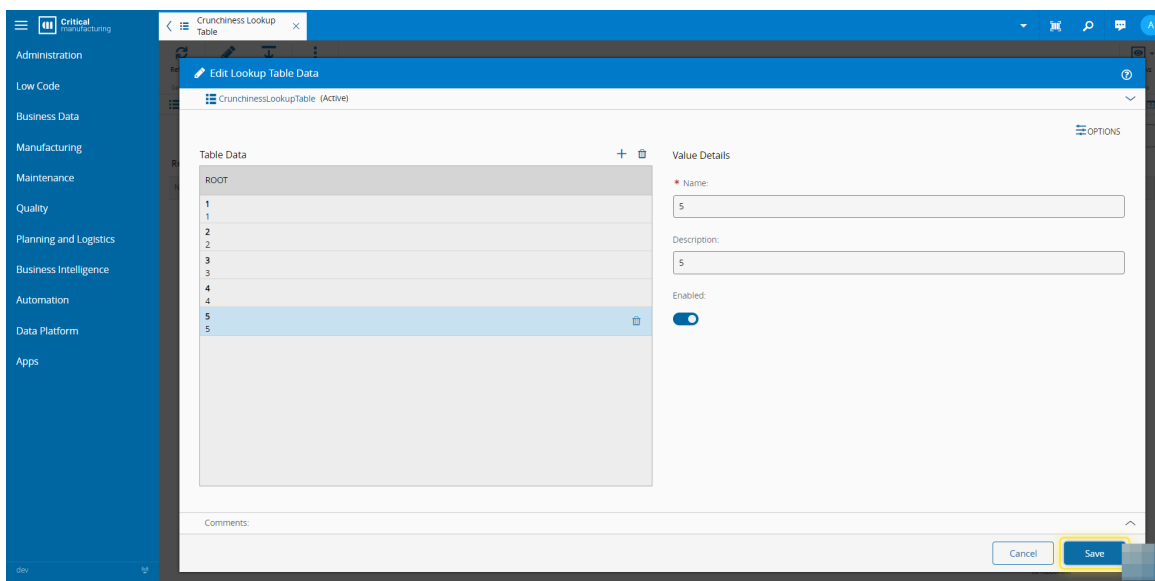 Critical
manufacturing
Crunchiness Lookup
Table
Administration
Low Code
Business Data
Manufacturing
Maintenance
Quality
Planning and Logistics
Business Intelligence
Automation
Data Platform
Apps
dev
Edit Lookup Table Data
CrunchinessLookupTable (Active)
OPTIONS
Table Data
ROOT
1
1
2
2
3
3
4
4
5
5
Value Details
* Name:
5
Description:
5
Enabled:
Comments:
Cancel
Save